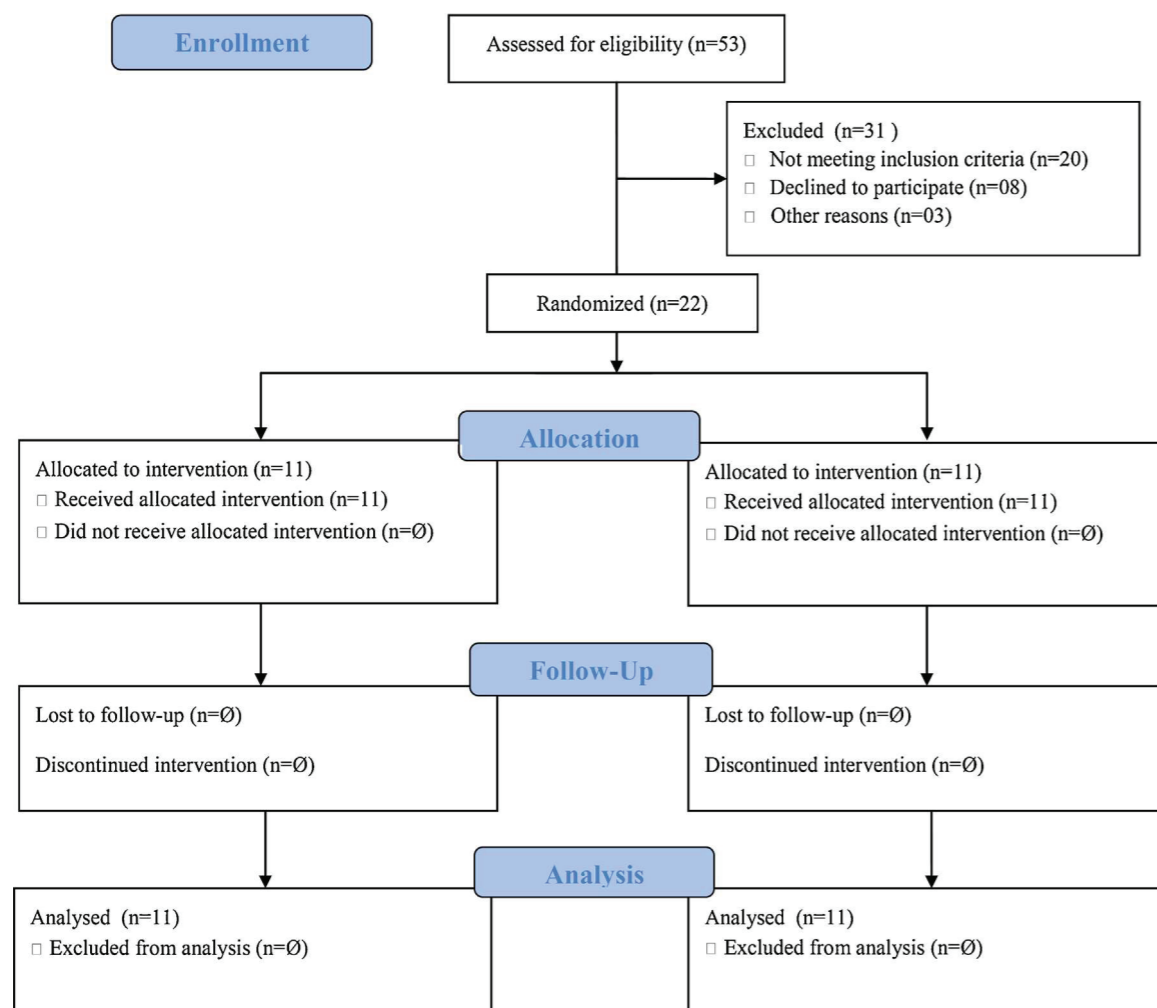 Enrollment
Assessed for eligibility (n=53)
Excluded (n=31 )
□ Not meeting inclusion criteria (n=20)
□ Declined to participate (n=08)
□ Other reasons (n=03)
Randomized (n=22)
Allocation
Allocated to intervention (n=11)
□ Received allocated intervention (n=11)
□ Did not receive allocated intervention (n=Ø)
Allocated to intervention (n=11)
□ Received allocated intervention (n=11)
□ Did not receive allocated intervention (n=Ø)
Follow-Up
Lost to follow-up (n=Ø)
Discontinued intervention (n=Ø)
Lost to follow-up (n=Ø)
Discontinued intervention (n=Ø)
Analysis
Analysed (n=11)
□ Excluded from analysis (n=Ø)
Analysed (n=11)
□ Excluded from analysis (n=Ø)